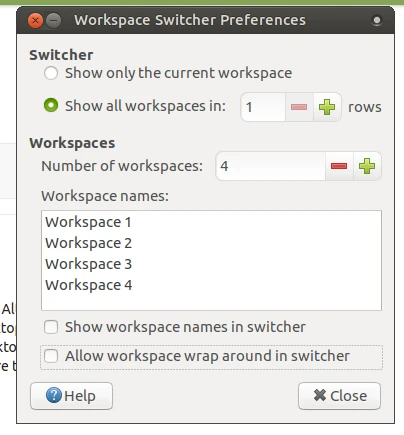 Workspace Switcher Preferences
Switcher
Show only the current workspace
Show all workspaces in: 1 rows
Workspaces
Number of workspaces: 4
Workspace names:
Workspace 1
Workspace 2
Workspace 3
Workspace 4
Show workspace names in switcher
Allow workspace wrap around in switcher
Help
Close